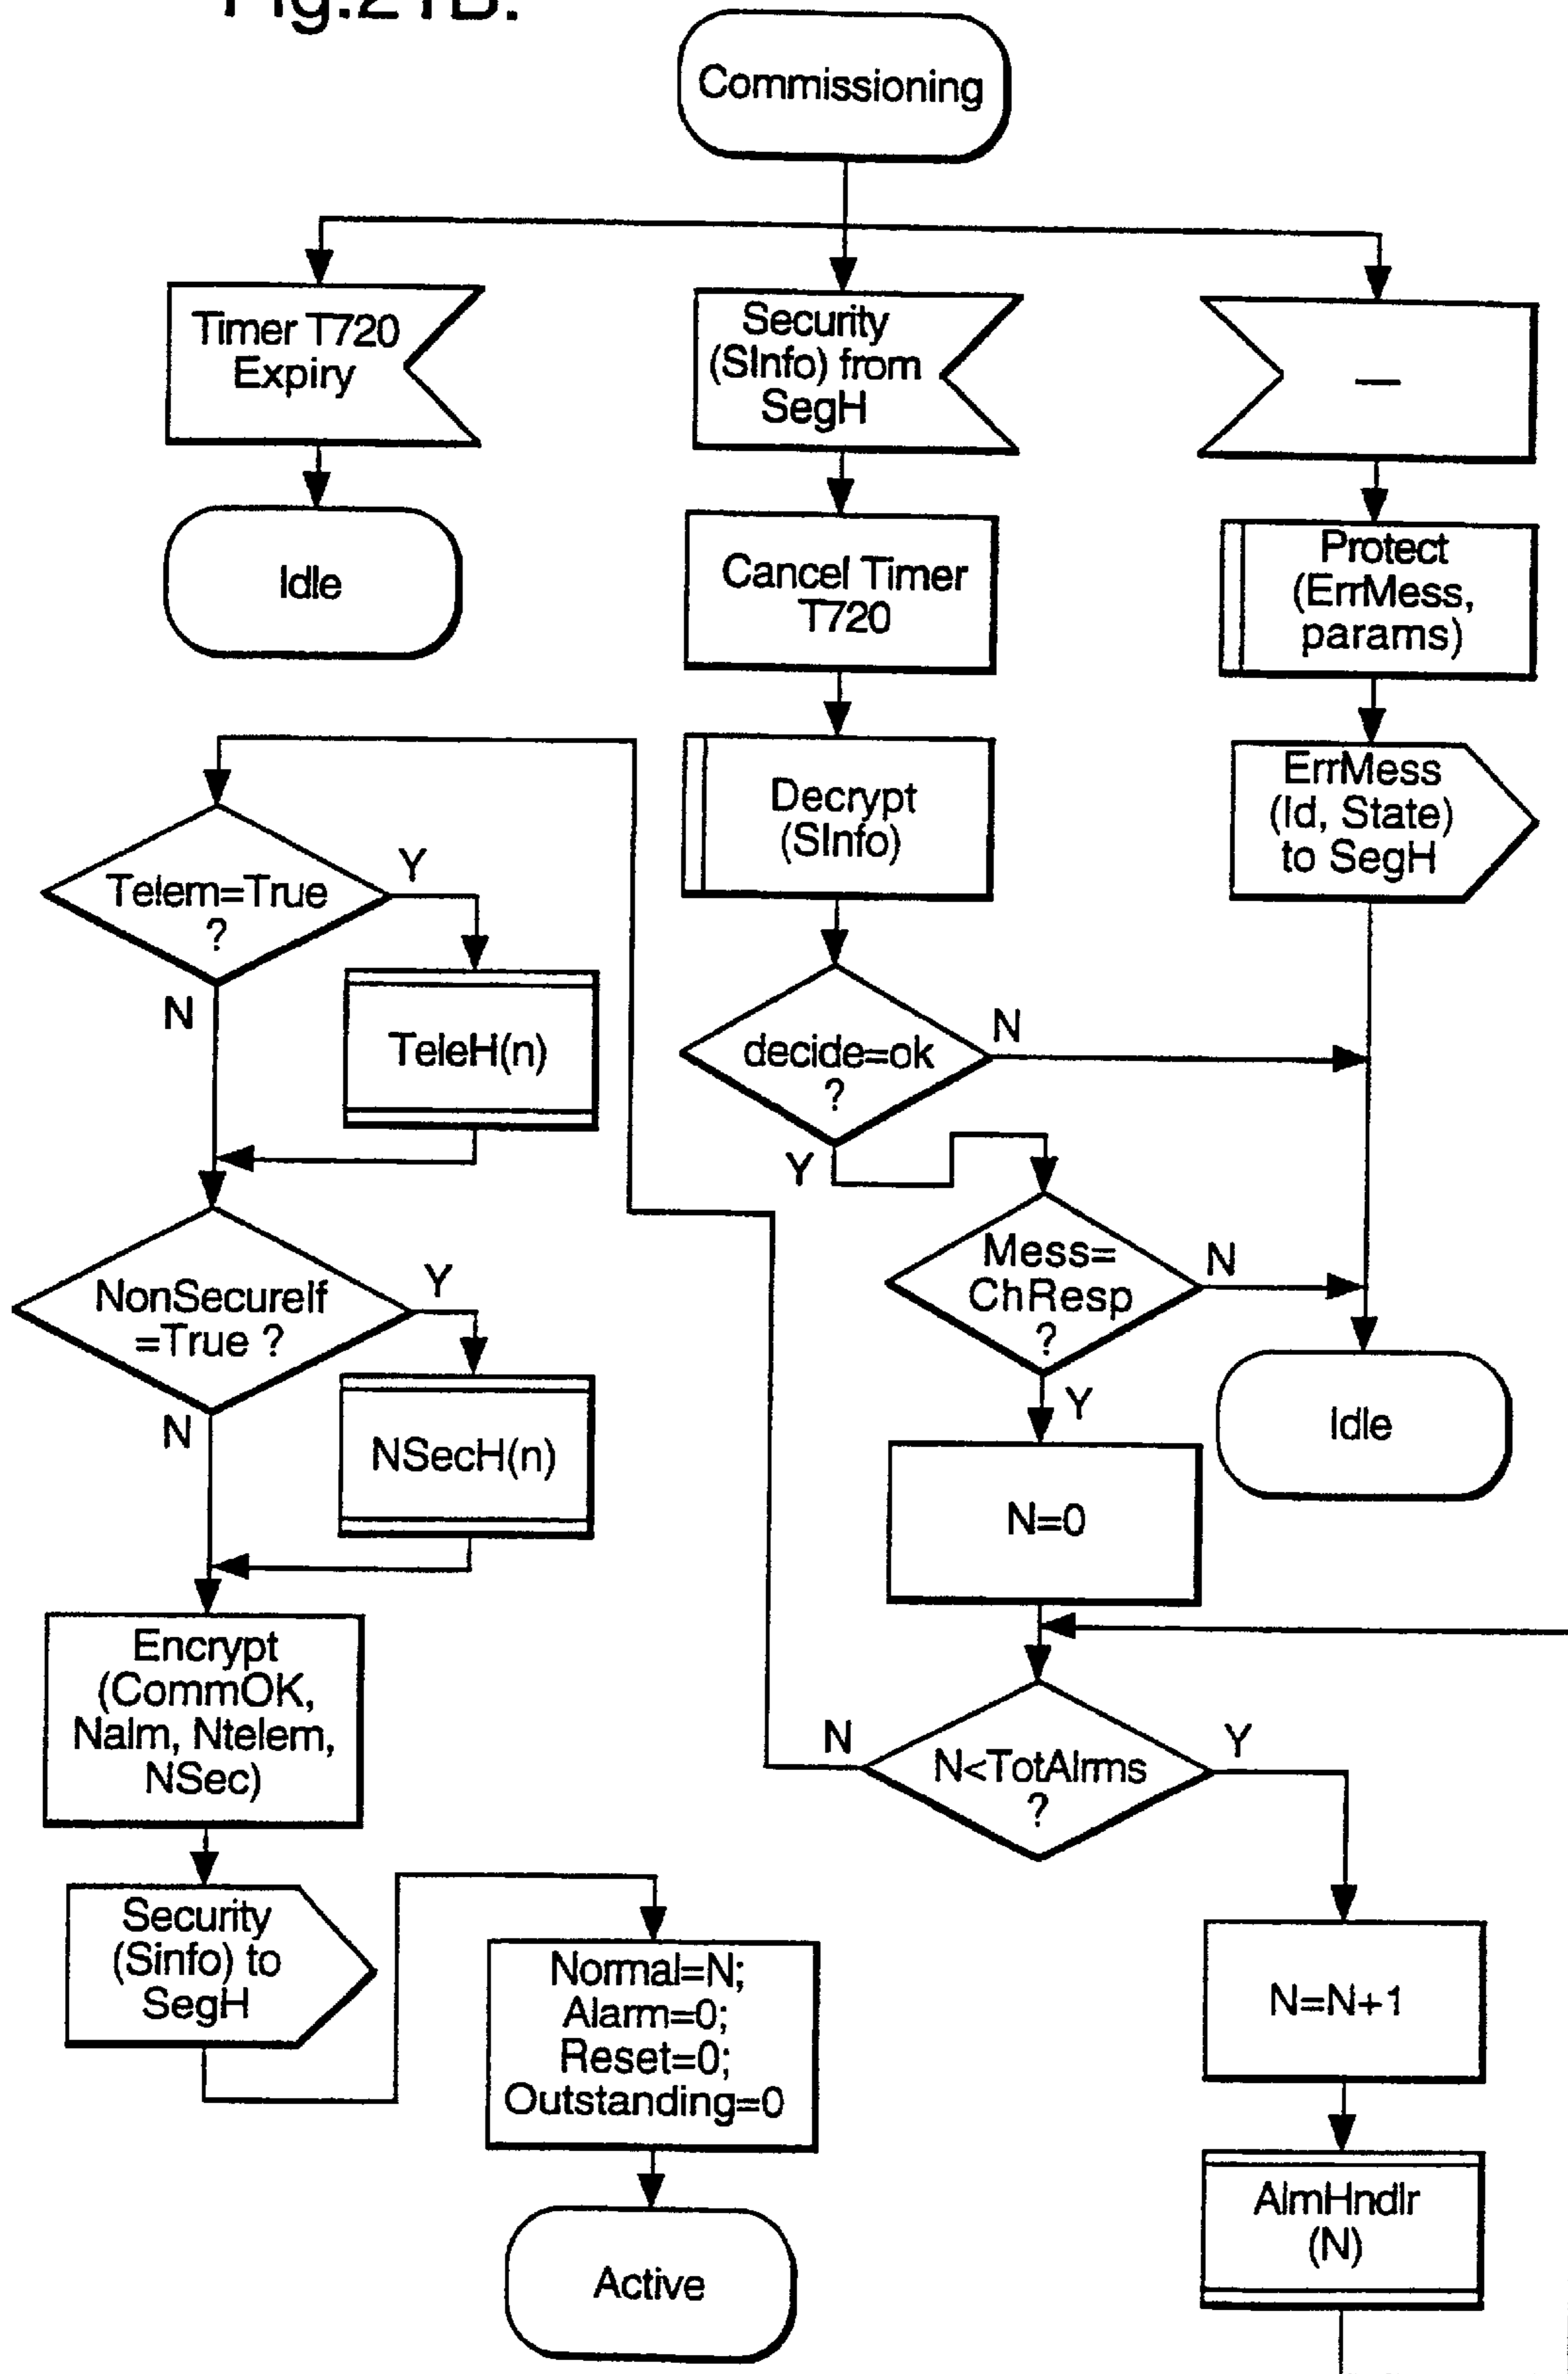 Fig.21B.
Commissioning
Timer T720
Expiry
Security
(SInfo) from
SegH
—
Idle
Cancel Timer
T720
Protect
(ErrMess,
params)
Decrypt
(SInfo)
ErrMess
(Id, State)
to SegH
Telem=True
?
Y
N
TeleH(n)
decide=ok
?
N
Y
Mess=
ChResp
?
N
Y
NonSecureIf
=True ?
Y
N
NSecH(n)
Idle
N=0
Encrypt
(CommOK,
Nalm, Ntelem,
NSec)
N<TotAlrms
?
N
Y
Security
(Sinfo) to
SegH
Normal=N;
Alarm=0;
Reset=0;
Outstanding=0
N=N+1
Active
AlmHndlr
(N)